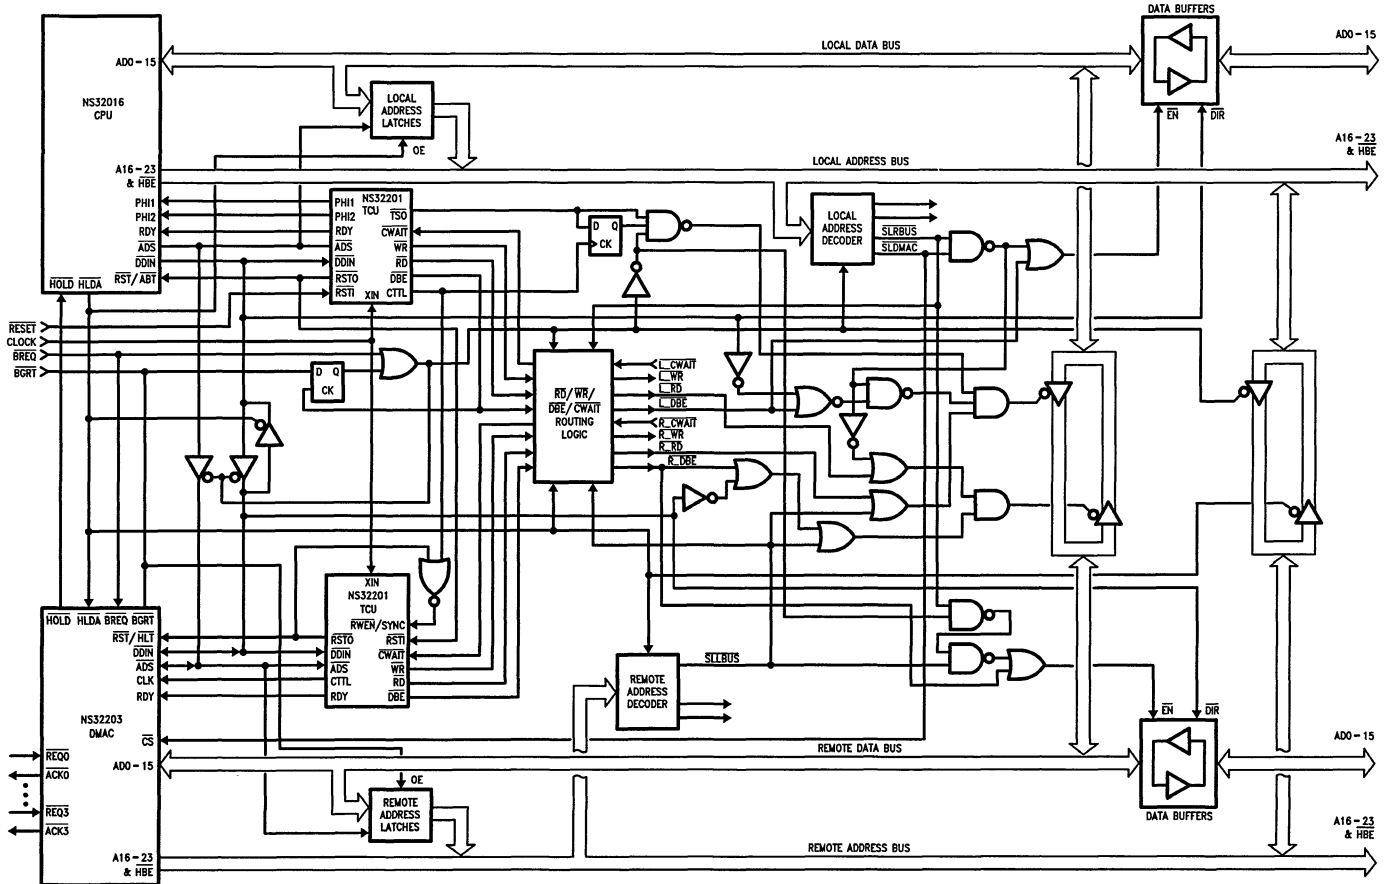 DATA BUFFERS
AD0-15
LOCAL DATA BUS
AD0-15
NS32016
CPU
LOCAL
ADDRESS
LATCHES
OE
EN
DIR
A16-23
& HBE
LOCAL ADDRESS BUS
A16-23
& HBE
PHI1
PHI2
RDY
ADS
DDIN
RST/ABT
HOLD
HLDA
NS32201
TCU
PHI1
PHI2
RDY
ADS
DDIN
RSTO
RSTI
XIN
TSO
CWAIT
WR
RD
DBE
CTTL
D
Q
CK
LOCAL
ADDRESS
DECODER
SLRBUS
SLDMAC
RESET
CLOCK
BREQ
BGRT
D
Q
CK
RD/WR/
DBE/CWAIT
ROUTING
LOGIC
L_CWAIT
L_WR
L_RD
L_DBE
R_CWAIT
R_WR
R_RD
R_DBE
XIN
NS32201
TCU
RWEN/SYNC
RSTO
RSTI
DDIN
CWAIT
ADS
WR
CTTL
RD
RDY
DBE
HOLD
HLDA
BREQ
BGRT
RST/HLT
DDIN
ADS
CLK
RDY
NS32203
DMAC
CS
REQ0
ACK0
REQ3
ACK3
AD0-15
SLLBUS
REMOTE
ADDRESS
DECODER
EN
DIR
REMOTE DATA BUS
AD0-15
OE
REMOTE
ADDRESS
LATCHES
DATA BUFFERS
A16-23
& HBE
REMOTE ADDRESS BUS
A16-23
& HBE